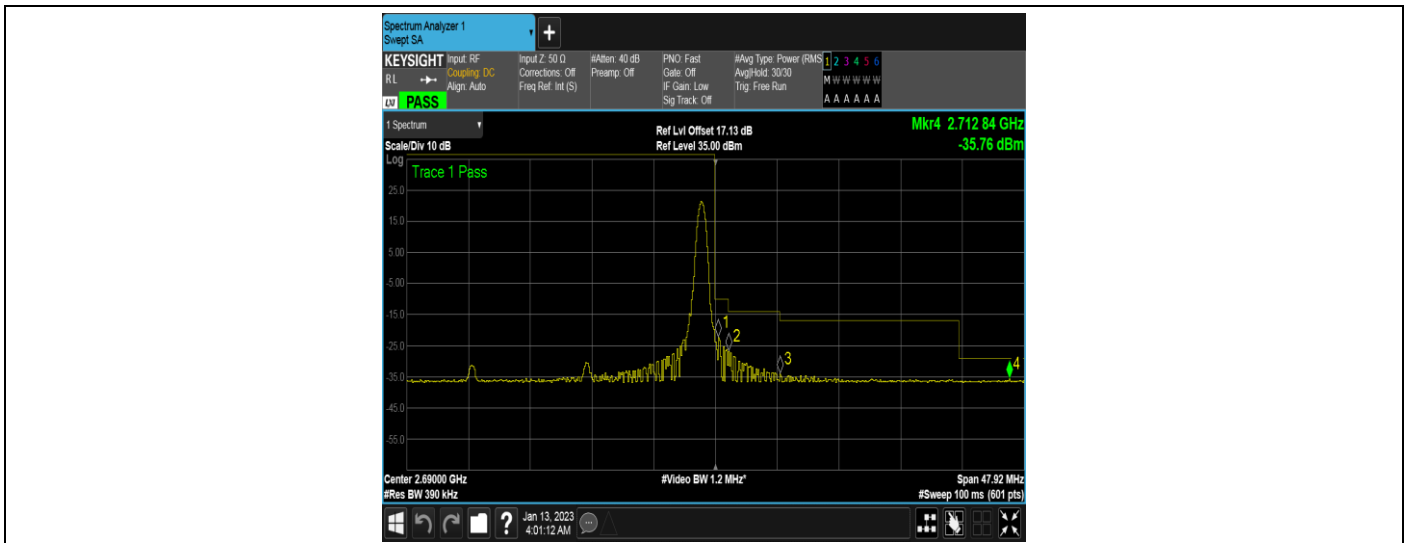 Spectrum Analyzer 1
Swept SA
+
KEYSIGHT Input: RF Input Z: 50 Ω #Atten: 40 dB PNO: Fast #Avg Type: Power (RMS 1 2 3 4 5 6
RL Coupling: DC Corrections: Off Preamp: Off Gate: Off Avg|Hold: 30/30 M W W W W W
Align: Auto Freq Ref: Int (S) IF Gain: Low Trig: Free Run
LXI PASS Sig Track: Off A A A A A A
1 Spectrum Ref Lvl Offset 17.13 dB Mkr4 2.712 84 GHz
Scale/Div 10 dB Ref Level 35.00 dBm -35.76 dBm
Log
Trace 1 Pass
25.0
15.0
5.00
-5.00
-15.0
1
2
-25.0
3
4
-35.0
-45.0
-55.0
Center 2.69000 GHz #Video BW 1.2 MHz* Span 47.92 MHz
#Res BW 390 kHz #Sweep 100 ms (601 pts)
? Jan 13, 2023
4:01:12 AM